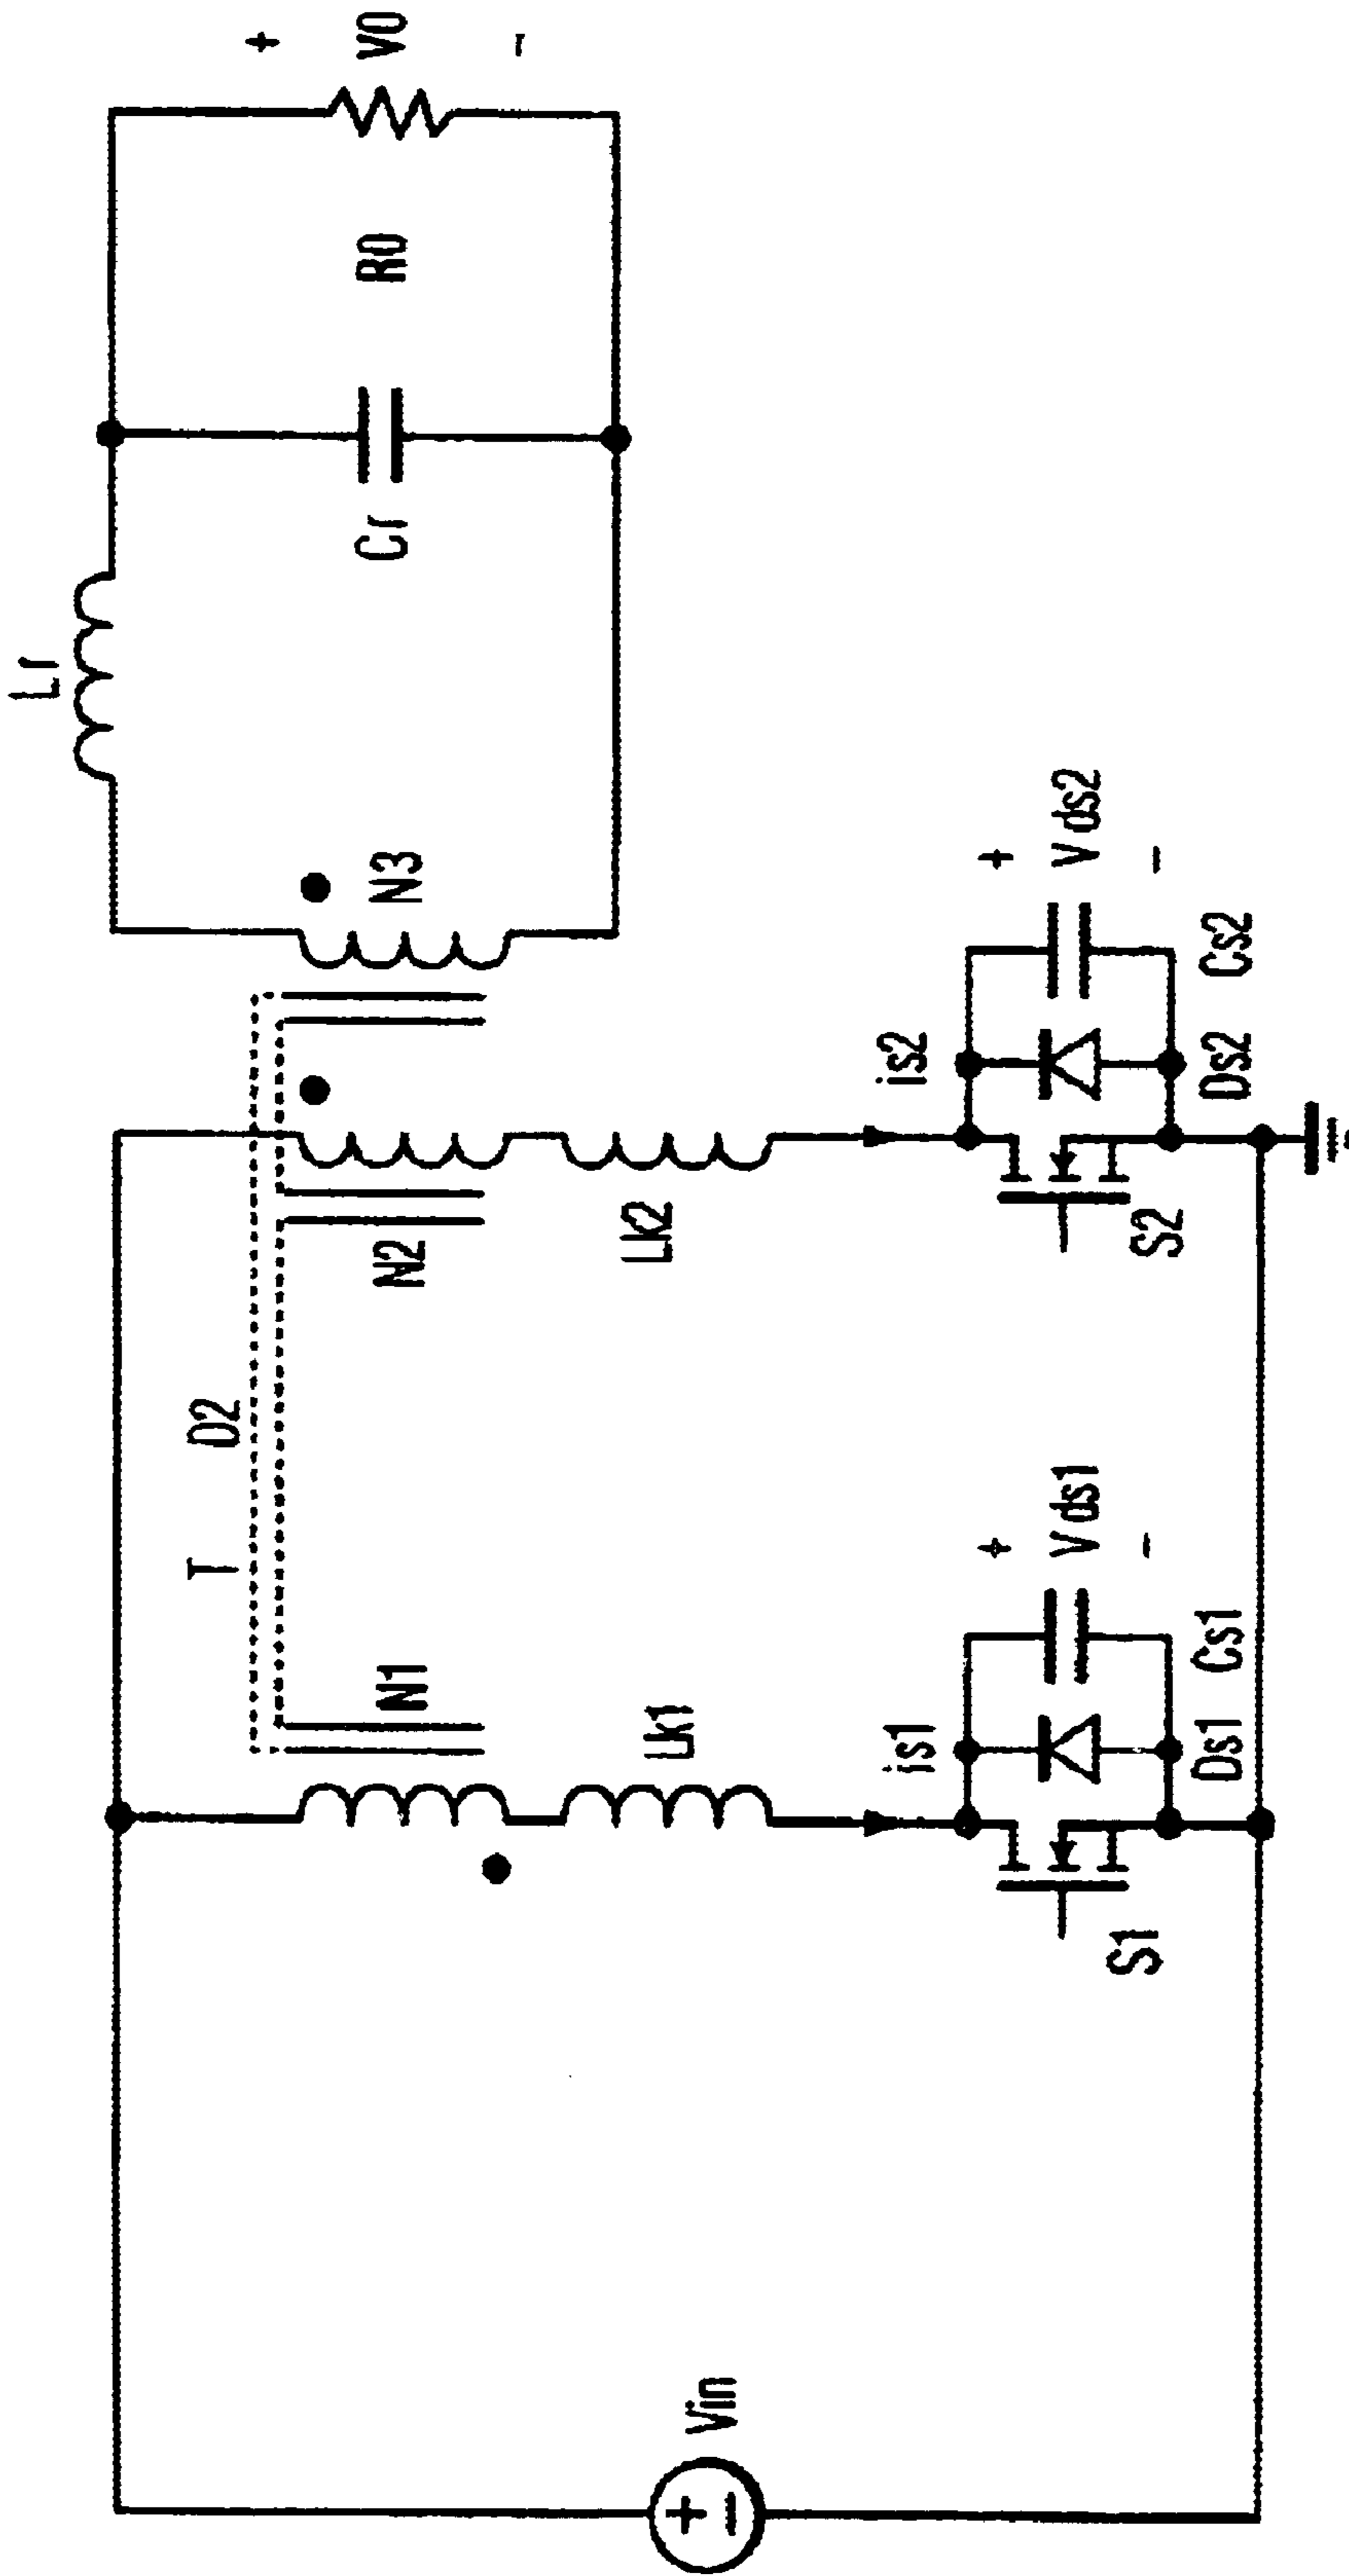 Lr
+
V0
-
R0
Cr
N3
T
D2
N1
N2
Lk1
Lk2
is1
is2
+
Vds1
-
+
Vds2
-
S1
Ds1
Cs1
S2
Ds2
Cs2
Vin
+
-